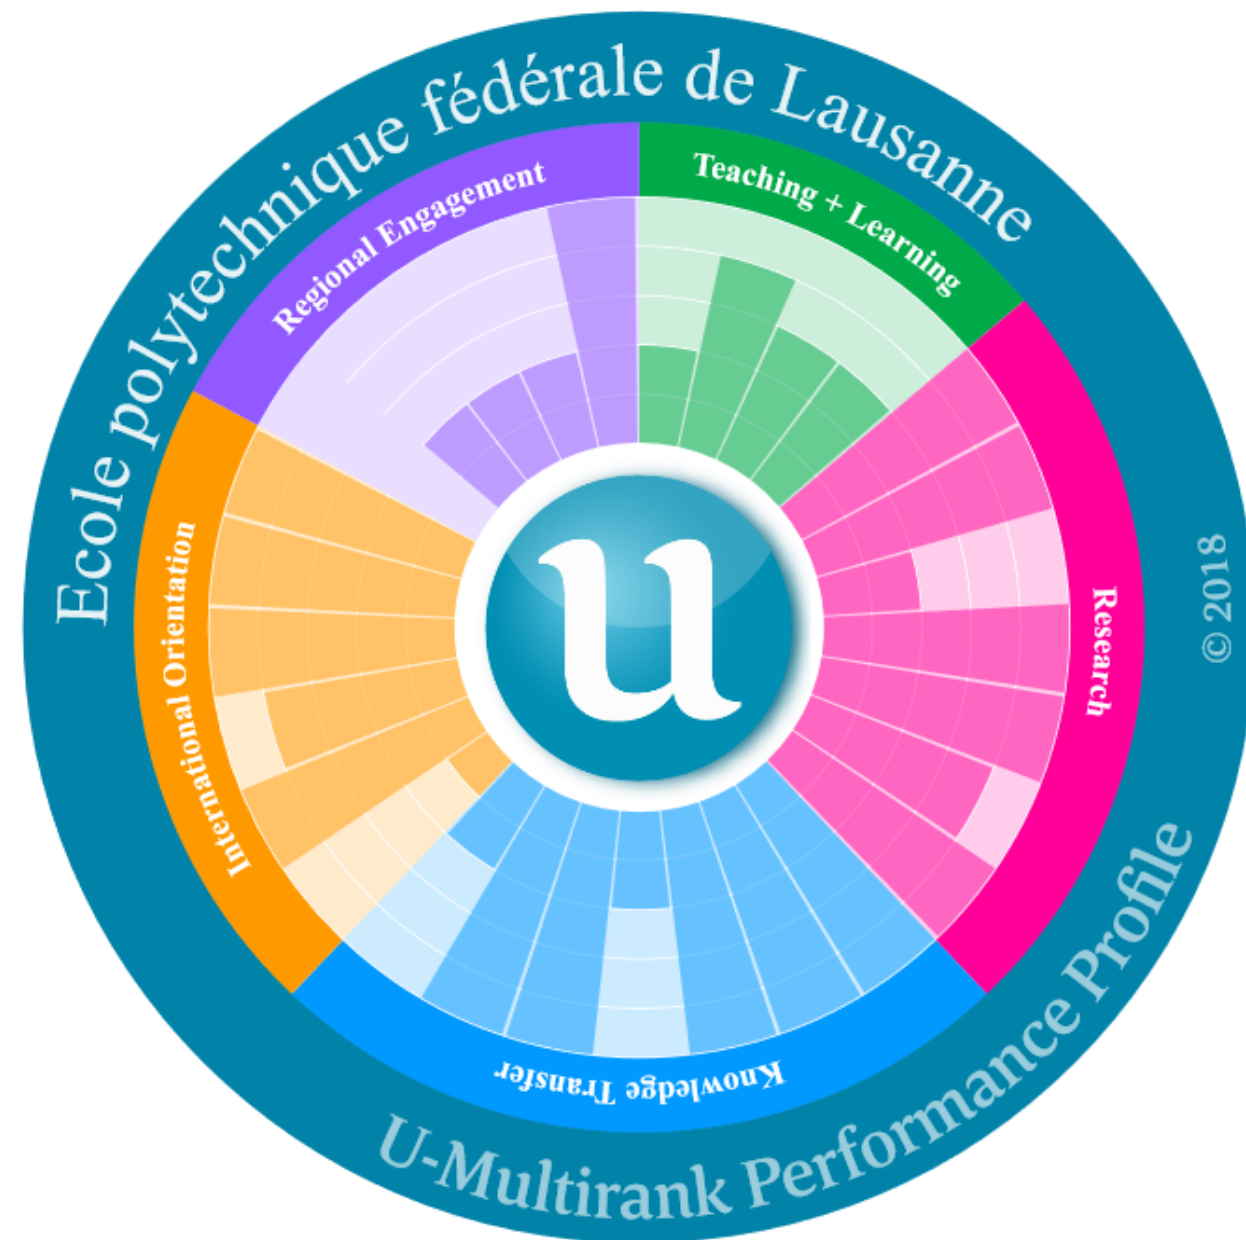 Ecole polytechnique fédérale de Lausanne
Teaching + Learning
Research
Knowledge Transfer
International Orientation
Regional Engagement
u
© 2018
U-Multirank Performance Profile